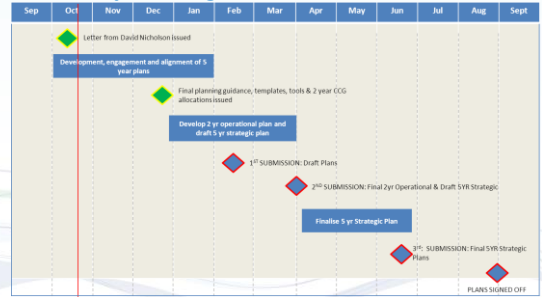 Sep Oct Nov Dec Jan Feb Mar Apr May Jun Jul Aug Sept
Letter from David Nicholson issued
Development, engagement and alignment of 5
year plans
Final planning guidance, templates, tools & 2 year CCG
allocations issued
Develop 2 yr operational plan and
draft 5 yr strategic plan
1ST SUBMISSION: Draft Plans
2ND SUBMISSION: Final 2yr Operational & Draft 5YR Strategic
Finalise 5 yr Strategic Plan
3rd: SUBMISSION: Final 5YR Strategic
Plans
PLANS SIGNED OFF